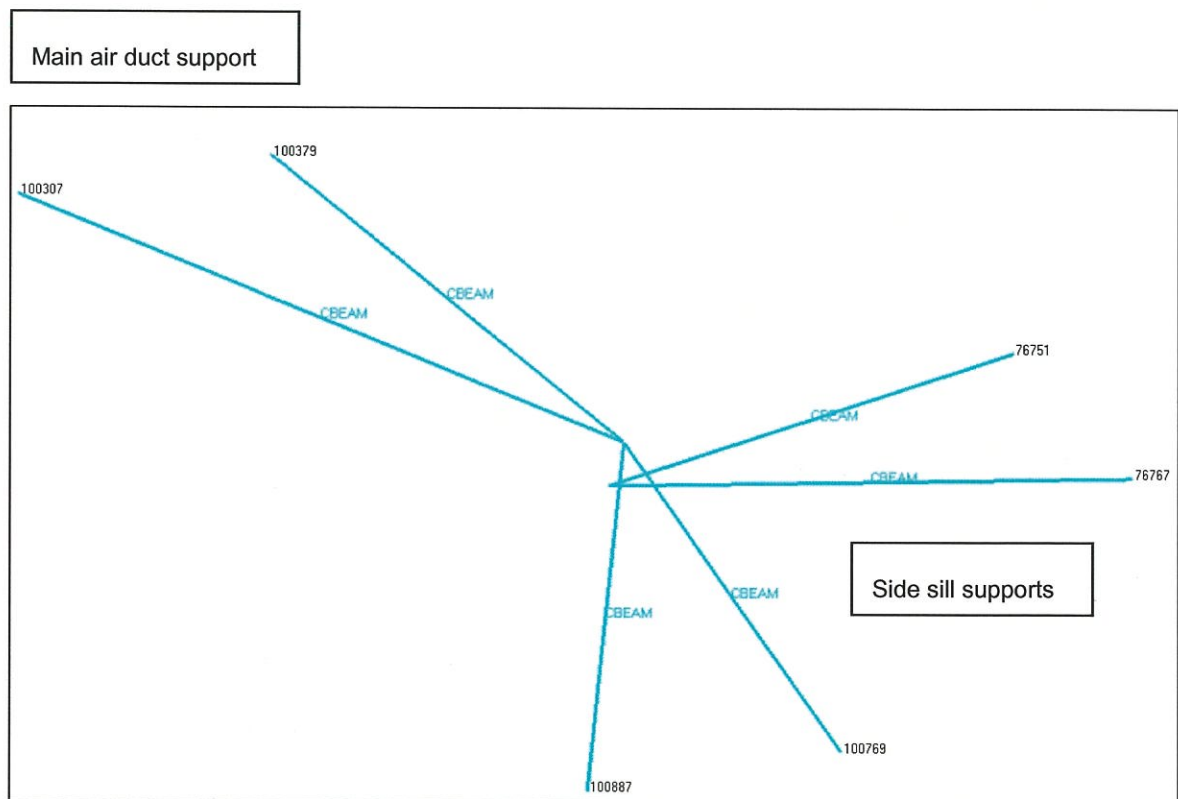 Main air duct support
100379
100307
CBEAM
CBEAM
76751
CBEAM
76767
CBEAM
Side sill supports
CBEAM
CBEAM
100769
100887